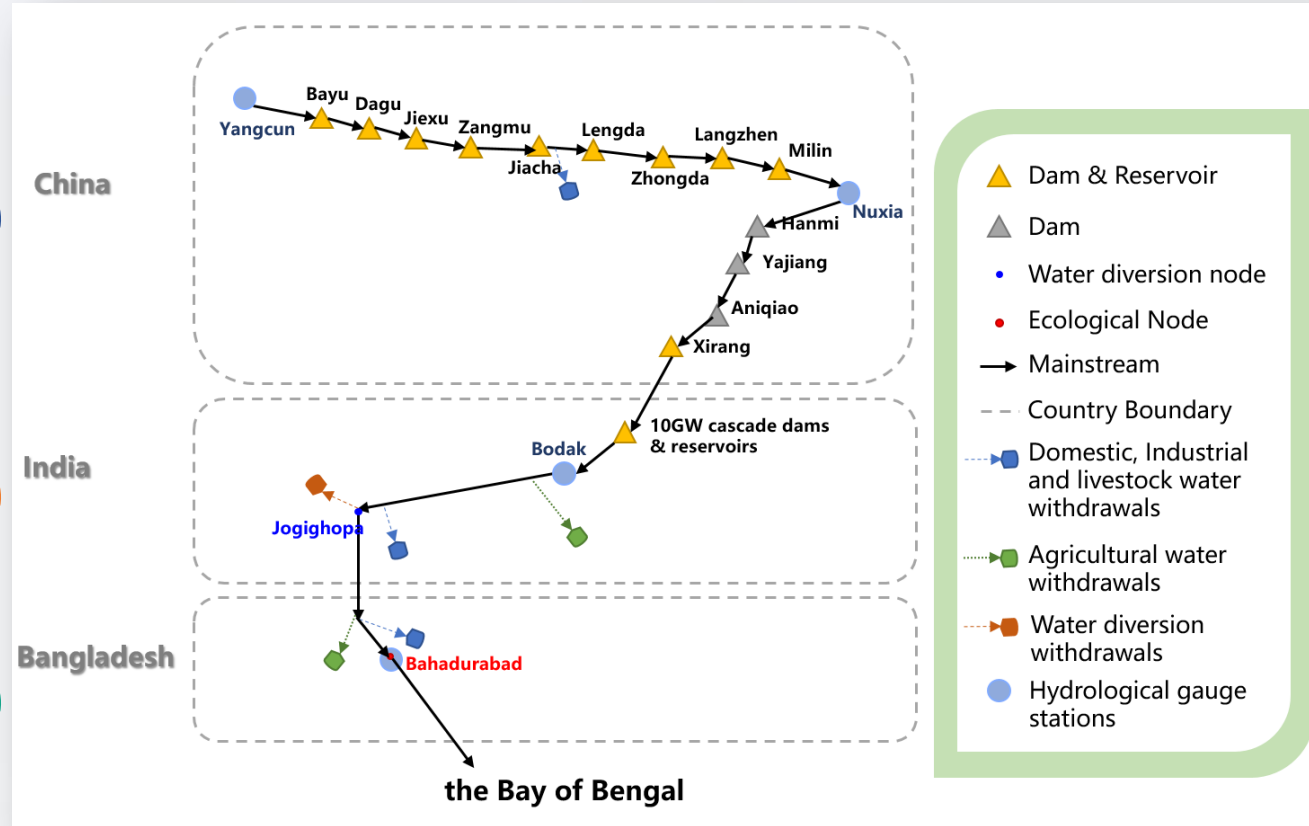 Bayu
Dagu
Jiexu
Zangmu
Lengda
Langzhen
Milin
Yangcun
Jiacha
Zhongda
China
Nuxia
Hanmi
Yajiang
Aniqiao
Xirang
10GW cascade dams
& reservoirs
Bodak
India
Jogighopa
Bangladesh
Bahadurabad
the Bay of Bengal
Dam & Reservoir
Dam
Water diversion node
Ecological Node
Mainstream
Country Boundary
Domestic, Industrial
and livestock water
withdrawals
Agricultural water
withdrawals
Water diversion
withdrawals
Hydrological gauge
stations